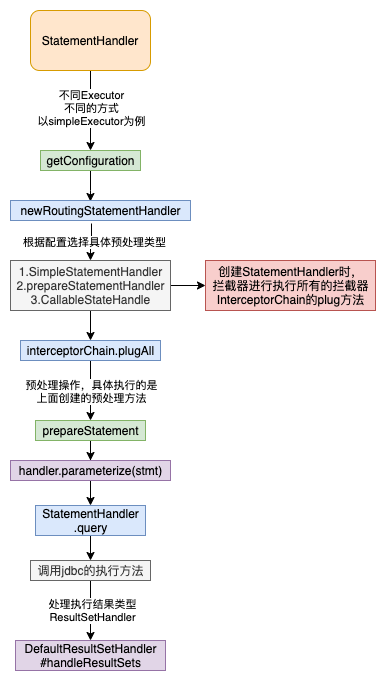 StatementHandler
不同Executor
不同的方式
以simpleExecutor为例
getConfiguration
newRoutingStatementHandler
根据配置选择具体预处理类型
1.SimpleStatementHandler
2.prepareStatementHandler
3.CallableStateHandle
创建StatementHandler时，
拦截器进行执行所有的拦截器
InterceptorChain的plug方法
interceptorChain.plugAll
预处理操作，具体执行的是
上面创建的预处理方法
prepareStatement
handler.parameterize(stmt)
StatementHandler
.query
调用jdbc的执行方法
处理执行结果类型
ResultSetHandler
DefaultResultSetHandler
#handleResultSets